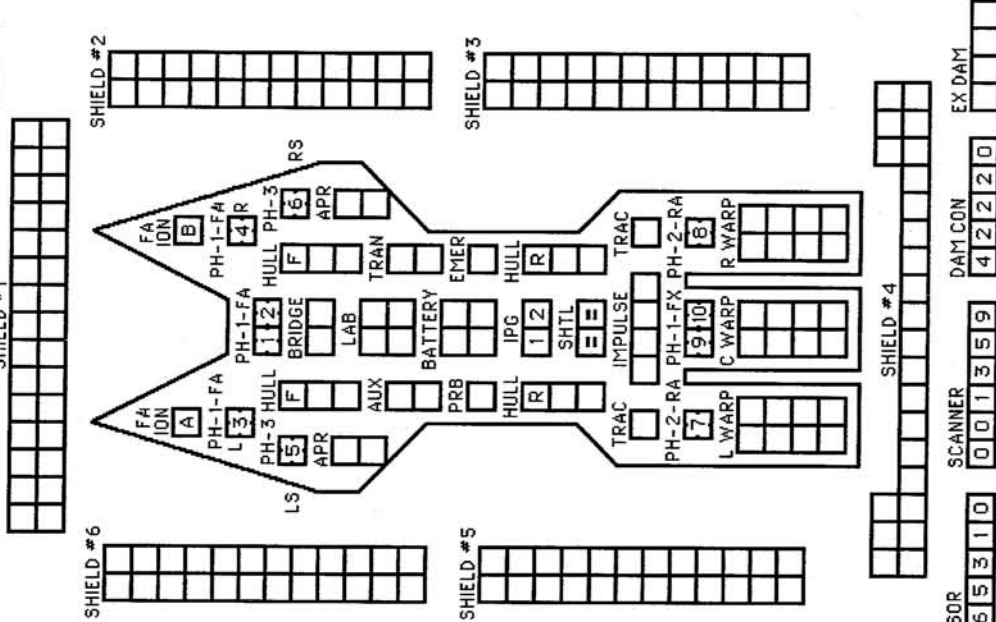 SHIELD #2
SHIELD #3
FA
ION
B
PH-1-FA
4 R
PH-3
6
RS
APR
HULL
F
TRAN
EMER
HULL
R
TRAC
PH-2-RA
8
R WARP
PH-1-FA
1 2
BRIDGE
LAB
BATTERY
IPG
1 2
SHTL
= =
IMPULSE
PH-1-FX
9 10
C WARP
FA
ION
A
PH-1-FA
L 3
PH-3
5
LS
APR
HULL
F
AUX
PRB
HULL
R
TRAC
PH-2-RA
7
L WARP
SHIELD #6
SHIELD #5
SHIELD #4
SOR
6 5 3 1 0
SCANNER
0 0 1 3 5 9
DAM CON
4 2 2 2 0
EX DAM